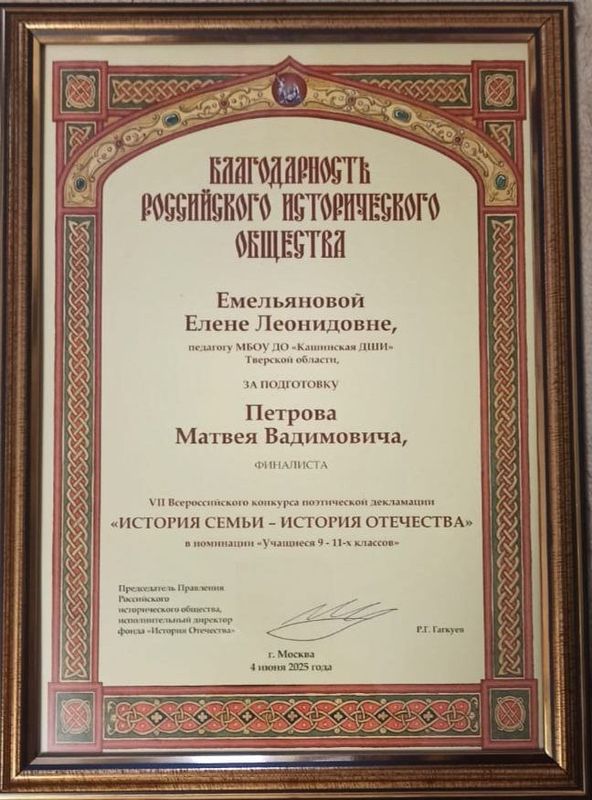 БЛАГОДАРНОСТЬ
РОССИЙСКОГО ИСТОРИЧЕСКОГО
ОБЩЕСТВА
Емельяновой
Елене Леонидовне,
педагогу МБОУ ДО «Кашинская ДШИ»
Тверской области,
ЗА ПОДГОТОВКУ
Петрова
Матвея Вадимовича,
ФИНАЛИСТА
VII Всероссийского конкурса поэтической декламации
«ИСТОРИЯ СЕМЬИ – ИСТОРИЯ ОТЕЧЕСТВА»
в номинации «Учащиеся 9 - 11-х классов»
Председатель Правления
Российского
исторического общества,
исполнительный директор
фонда «История Отечества»
Р.Г. Гагкуев
г. Москва
4 июня 2025 года